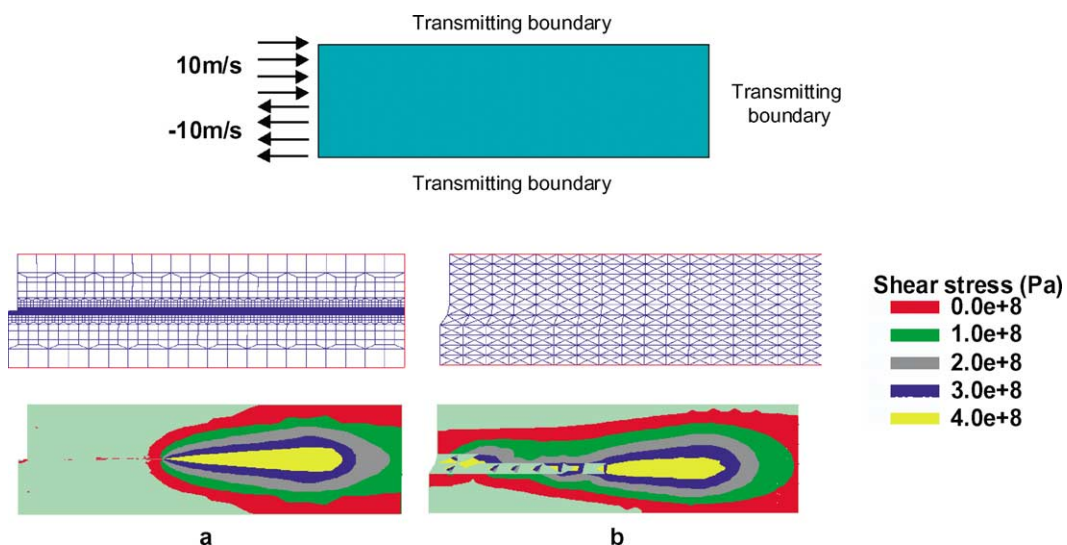 Transmitting boundary
10m/s
-10m/s
Transmitting
boundary
Transmitting boundary
Shear stress (Pa)
0.0e+8
1.0e+8
2.0e+8
3.0e+8
4.0e+8
a
b